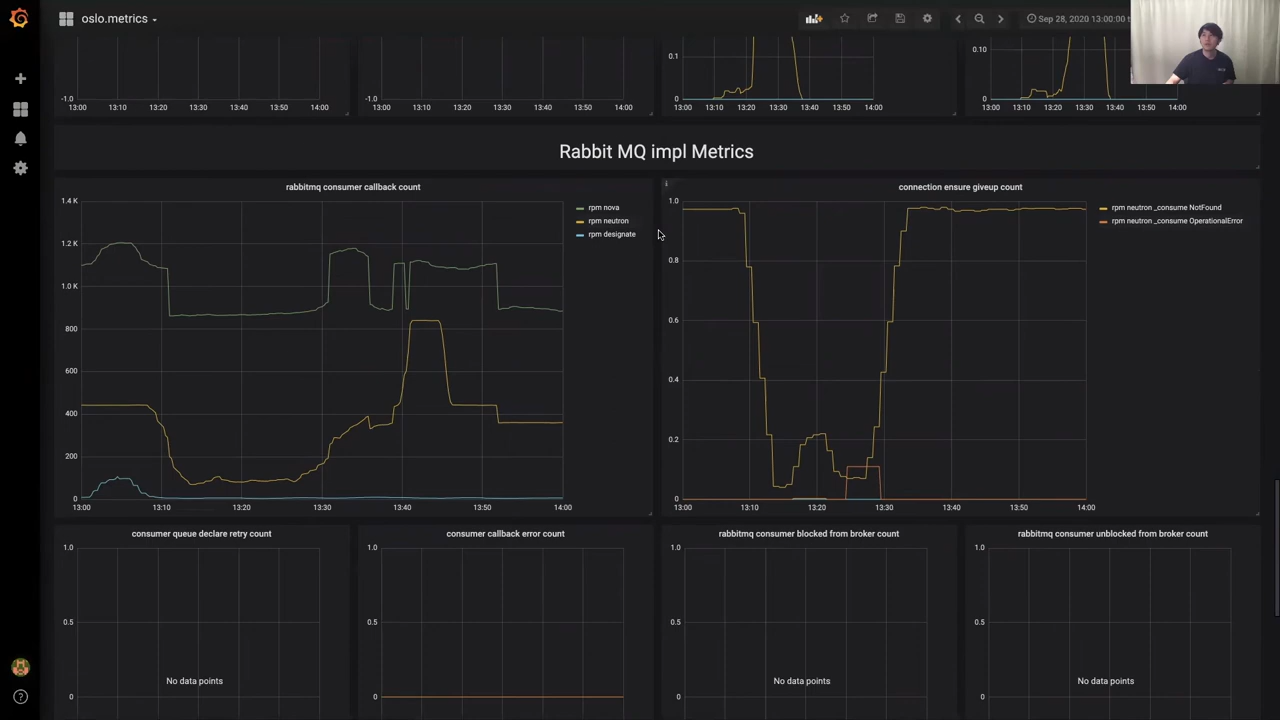 oslo.metrics
Sep 28, 2020 13:00:00 t
-1.0
13:00 13:10 13:20 13:30 13:40 13:50 14:00
-1.0
13:00 13:10 13:20 13:30 13:40 13:50 14:00
0.1
0
13:00 13:10 13:20 13:30 13:40 13:50 14:00
0.10
0
13:00 13:10 13:20 13:30 13:40 13:50 14:00
Rabbit MQ impl Metrics
rabbitmq consumer callback count
1.4 K
1.2 K
1.0 K
800
600
400
200
0
13:00 13:10 13:20 13:30 13:40 13:50 14:00
rpm nova
rpm neutron
rpm designate
connection ensure giveup count
1.0
0.8
0.6
0.4
0.2
0
13:00 13:10 13:20 13:30 13:40 13:50 14:00
rpm neutron _consume NotFound
rpm neutron _consume OperationalError
consumer queue declare retry count
1.0
0.5
0
No data points
13:00
consumer callback error count
1.0
0.5
0
rabbitmq consumer blocked from broker count
1.0
0.5
0
No data points
rabbitmq consumer unblocked from broker count
1.0
0.5
0
No data points